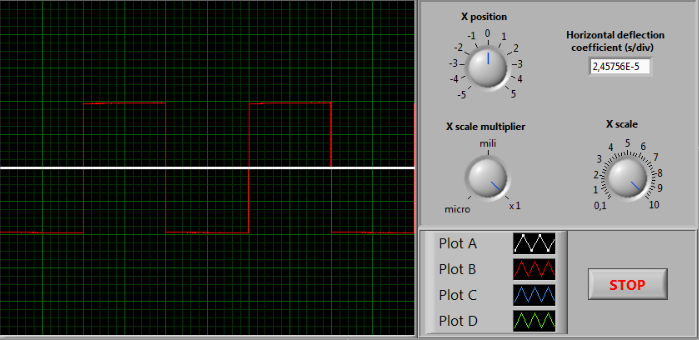 X position
-5 -4 -3 -2 -1 0 1 2 3 4 5
Horizontal deflection
coefficient (s/div)
2,45756E-5
X scale multiplier
micro mili x1
X scale
0,1 1 2 3 4 5 6 7 8 9 10
Plot A
Plot B
Plot C
Plot D
STOP